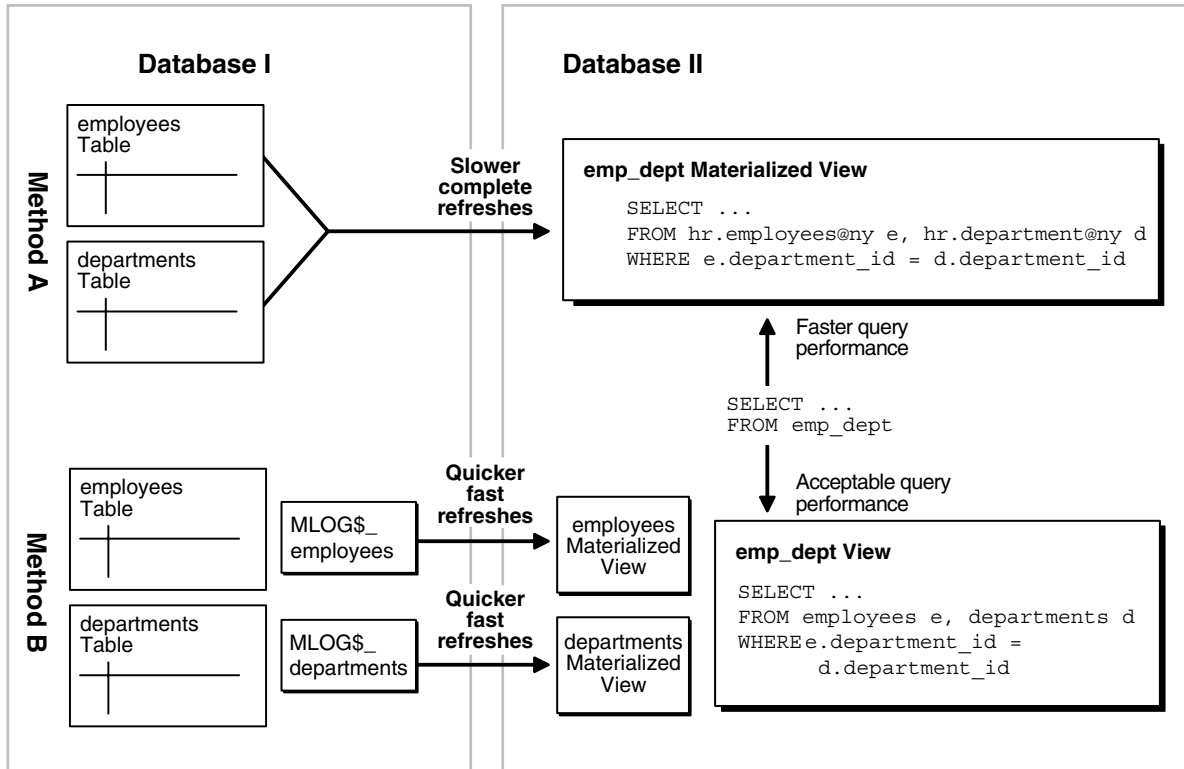 Database I
Database II
Method A
employees
Table
departments
Table
Slower
complete
refreshes
emp_dept Materialized View
SELECT ...
FROM hr.employees@ny e, hr.department@ny d
WHERE e.department_id = d.department_id
Faster query
performance
SELECT ...
FROM emp_dept
Acceptable query
performance
Method B
employees
Table
MLOG$_
employees
Quicker
fast
refreshes
employees
Materialized
View
departments
Table
MLOG$_
departments
Quicker
fast
refreshes
departments
Materialized
View
emp_dept View
SELECT ...
FROM employees e, departments d
WHERE e.department_id =
d.department_id